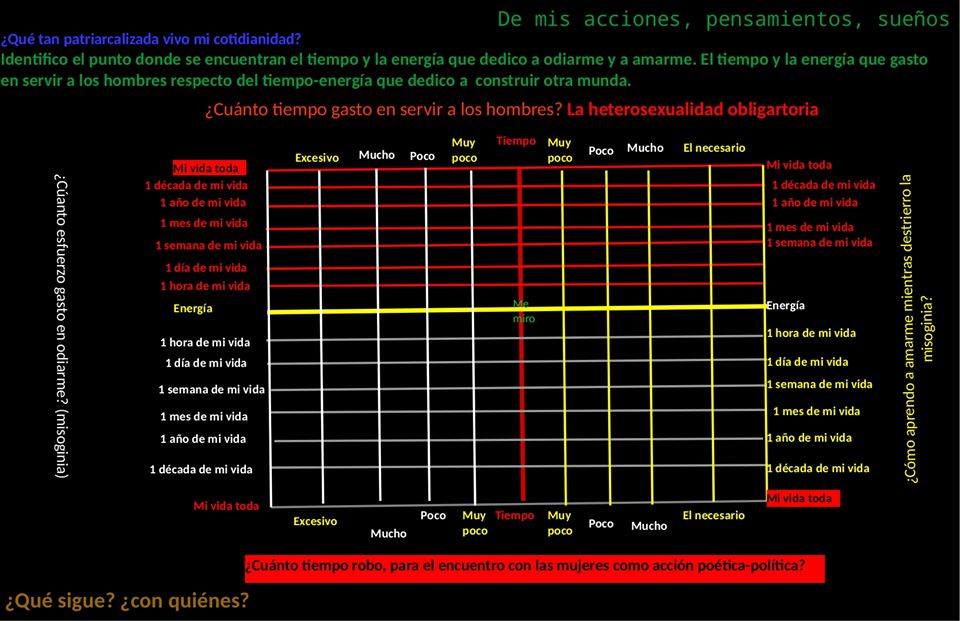 De mis acciones, pensamientos, sueños
¿Qué tan patriarcalizada vivo mi cotidianidad?
Identifico el punto donde se encuentran el tiempo y la energía que dedico a odiarme y a amarme. El tiempo y la energía que gasto
en servir a los hombres respecto del tiempo-energía que dedico a construir otra munda.
¿Cuánto tiempo gasto en servir a los hombres? La heterosexualidad obligartoria
Excesivo
Mucho
Poco
Muy
poco
Tiempo
Muy
poco
Poco
Mucho
El necesario
Mi vida toda
1 década de mi vida
1 año de mi vida
1 mes de mi vida
1 semana de mi vida
1 día de mi vida
1 hora de mi vida
Energía
1 hora de mi vida
1 día de mi vida
1 semana de mi vida
1 mes de mi vida
1 año de mi vida
1 década de mi vida
Mi vida toda
¿Cúanto esfuerzo gasto en odiarme? (misoginia)
Me
miro
Mi vida toda
1 década de mi vida
1 año de mi vida
1 mes de mi vida
1 semana de mi vida
Energía
1 hora de mi vida
1 día de mi vida
1 semana de mi vida
1 mes de mi vida
1 año de mi vida
1 década de mi vida
Mi vida toda
¿Cómo aprendo a amarme mientras destrierro la
misoginia?
Excesivo
Mucho
Poco
Muy
poco
Tiempo
Muy
poco
Poco
Mucho
El necesario
¿Cuánto tiempo robo, para el encuentro con las mujeres como acción poética-política?
¿Qué sigue? ¿con quiénes?